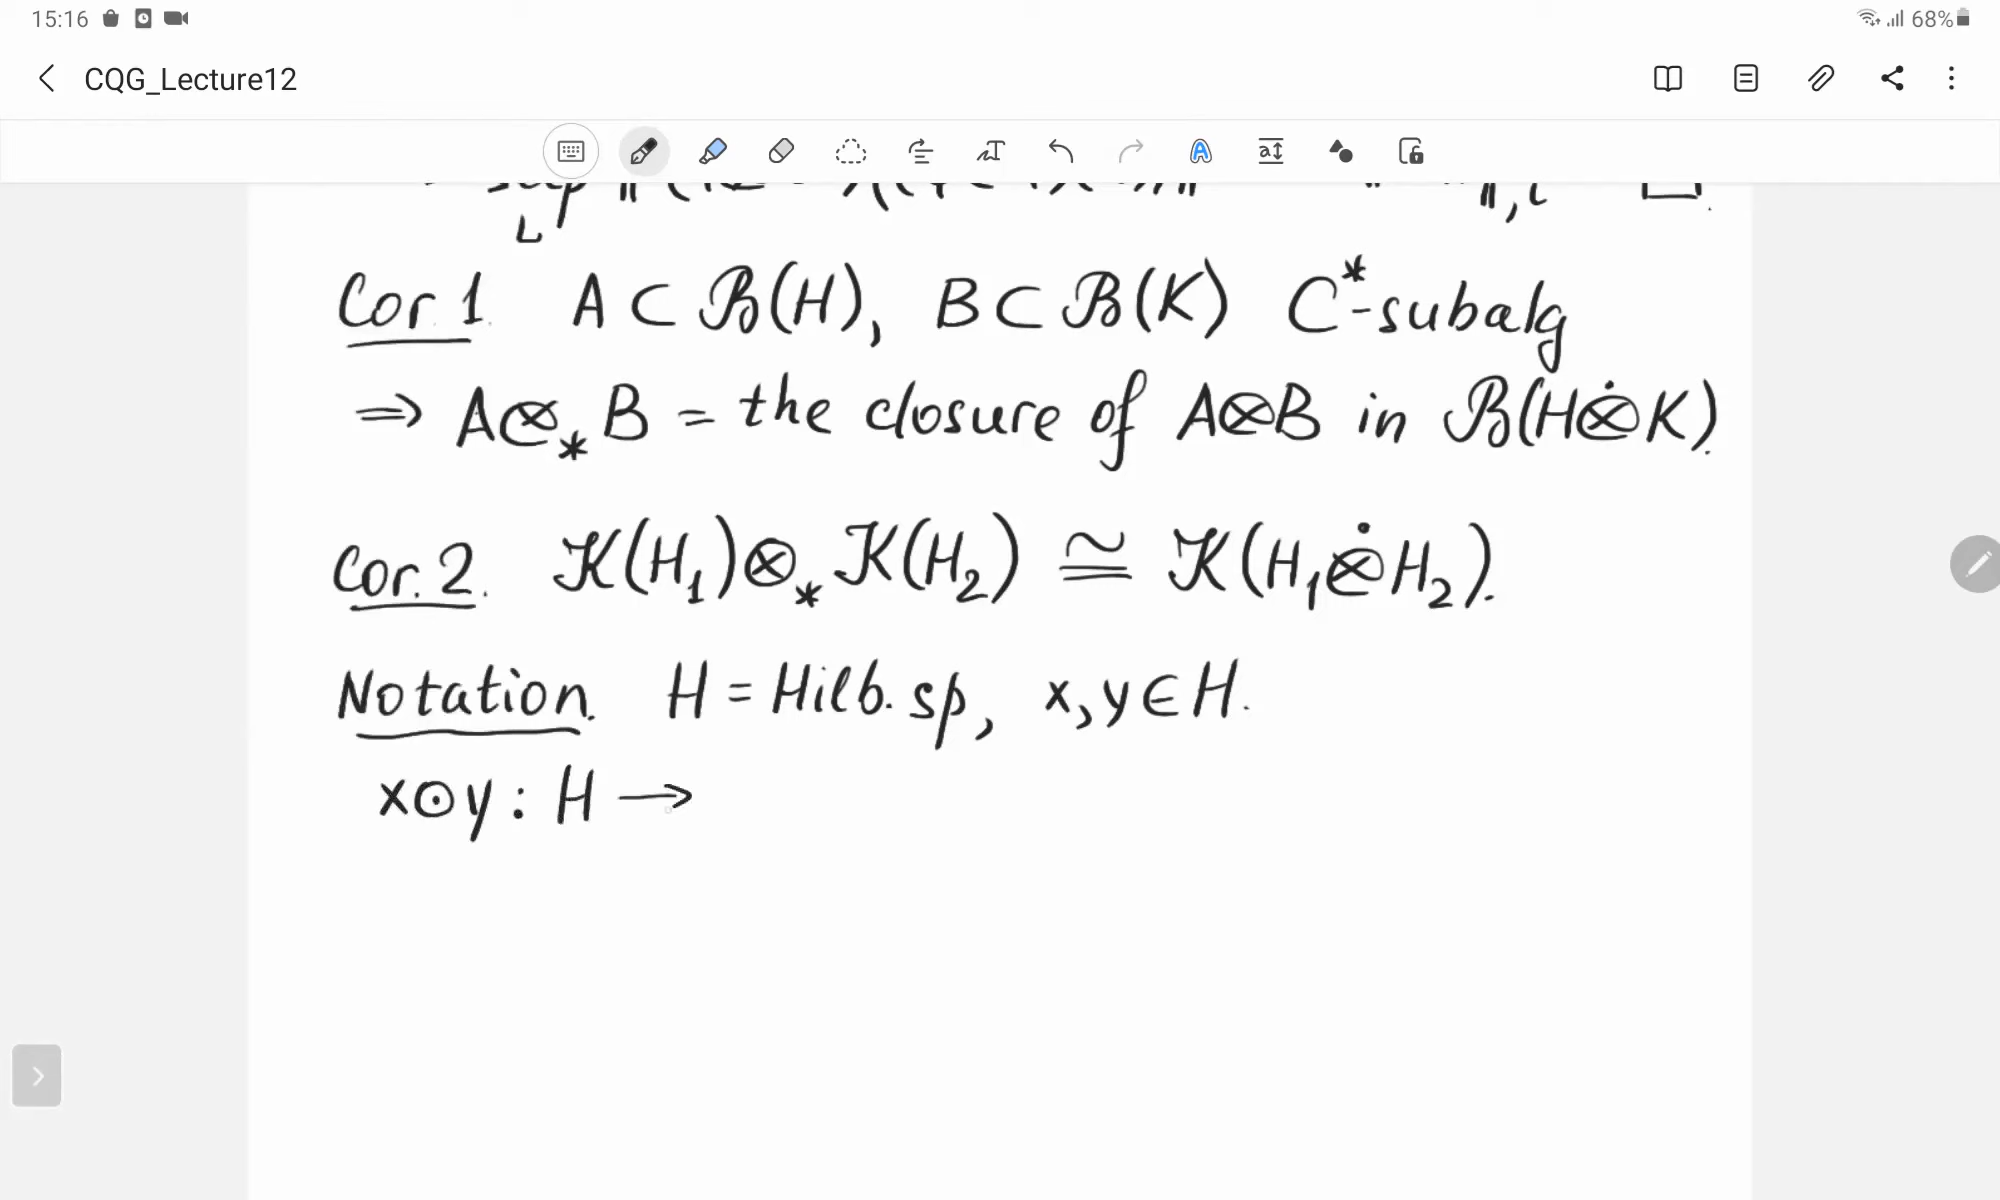 15:16 68%
CQG_Lecture12
sup
L
Cor. 1. A ⊂ ℬ(H), B ⊂ ℬ(K) C*-subalg
⇒ A⊗_* B = the closure of A⊗B in ℬ(H⊗̇K).
Cor. 2. 𝒦(H₁)⊗_* 𝒦(H₂) ≅ 𝒦(H₁⊗̇H₂).
Notation. H = Hilb. sp, x, y ∈ H.
x⊙y : H →